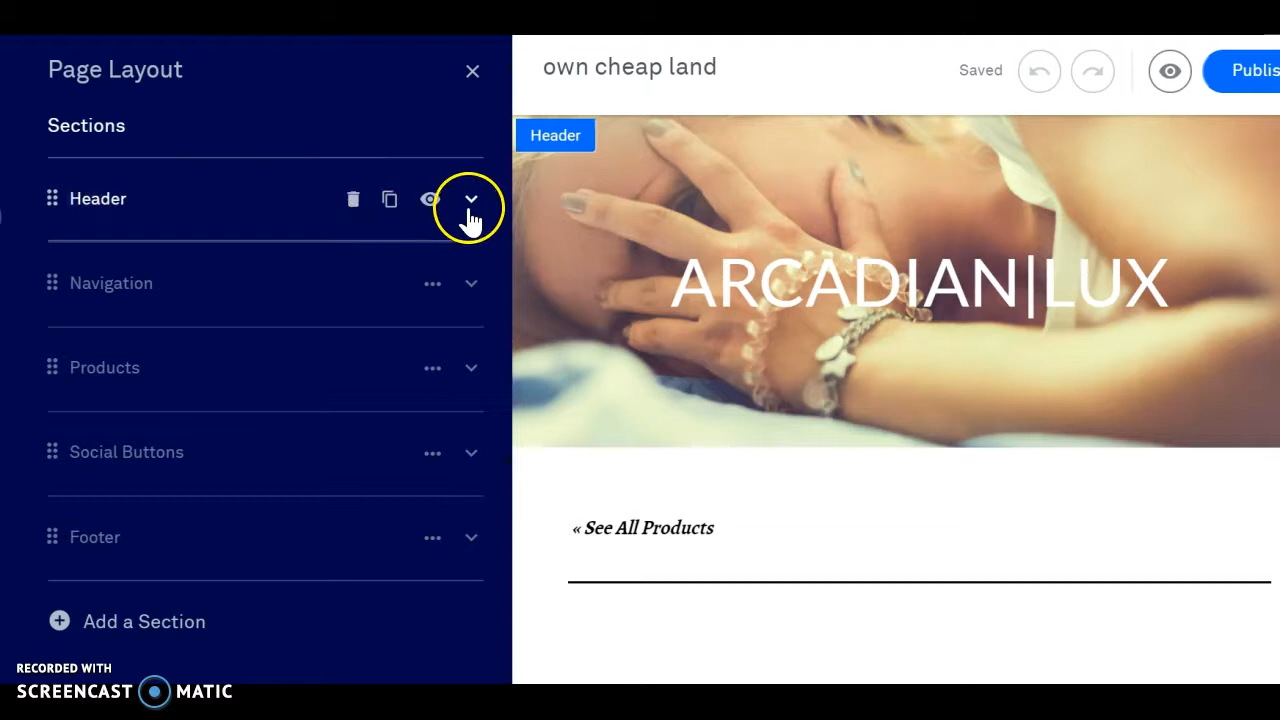 Page Layout
own cheap land
Saved
Publis
Sections
Header
Header
Navigation
ARCADIAN|LUX
Products
Social Buttons
« See All Products
Footer
Add a Section
RECORDED WITH
SCREENCAST MATIC